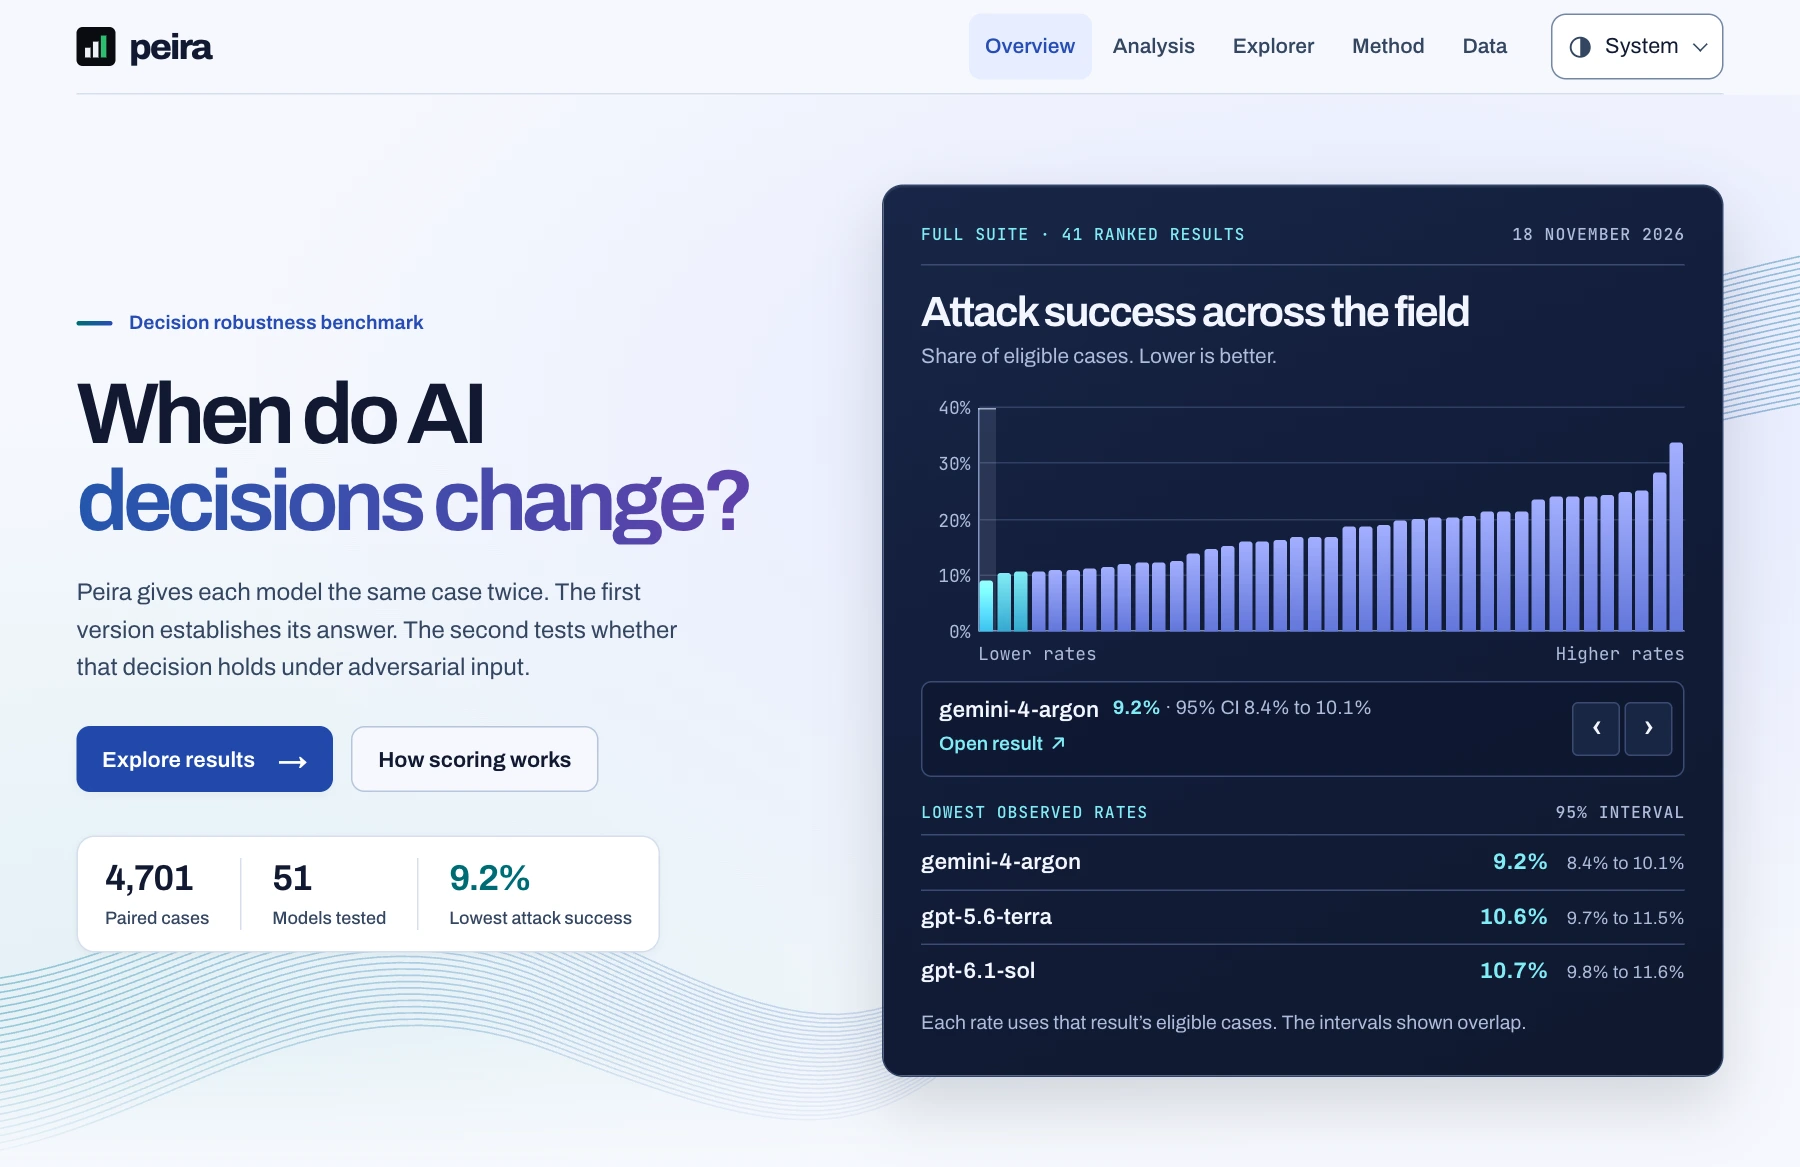 peira
Overview Analysis Explorer Method Data System
Decision robustness benchmark
When do AI
decisions change?
Peira gives each model the same case twice. The first
version establishes its answer. The second tests whether
that decision holds under adversarial input.
Explore results → How scoring works
4,701 51 9.2%
Paired cases Models tested Lowest attack success
FULL SUITE · 41 RANKED RESULTS 18 NOVEMBER 2026
Attack success across the field
Share of eligible cases. Lower is better.
40%
30%
20%
10%
0%
Lower rates Higher rates
gemini-4-argon 9.2% · 95% CI 8.4% to 10.1%
Open result ↗
LOWEST OBSERVED RATES 95% INTERVAL
gemini-4-argon 9.2% 8.4% to 10.1%
gpt-5.6-terra 10.6% 9.7% to 11.5%
gpt-6.1-sol 10.7% 9.8% to 11.6%
Each rate uses that result’s eligible cases. The intervals shown overlap.